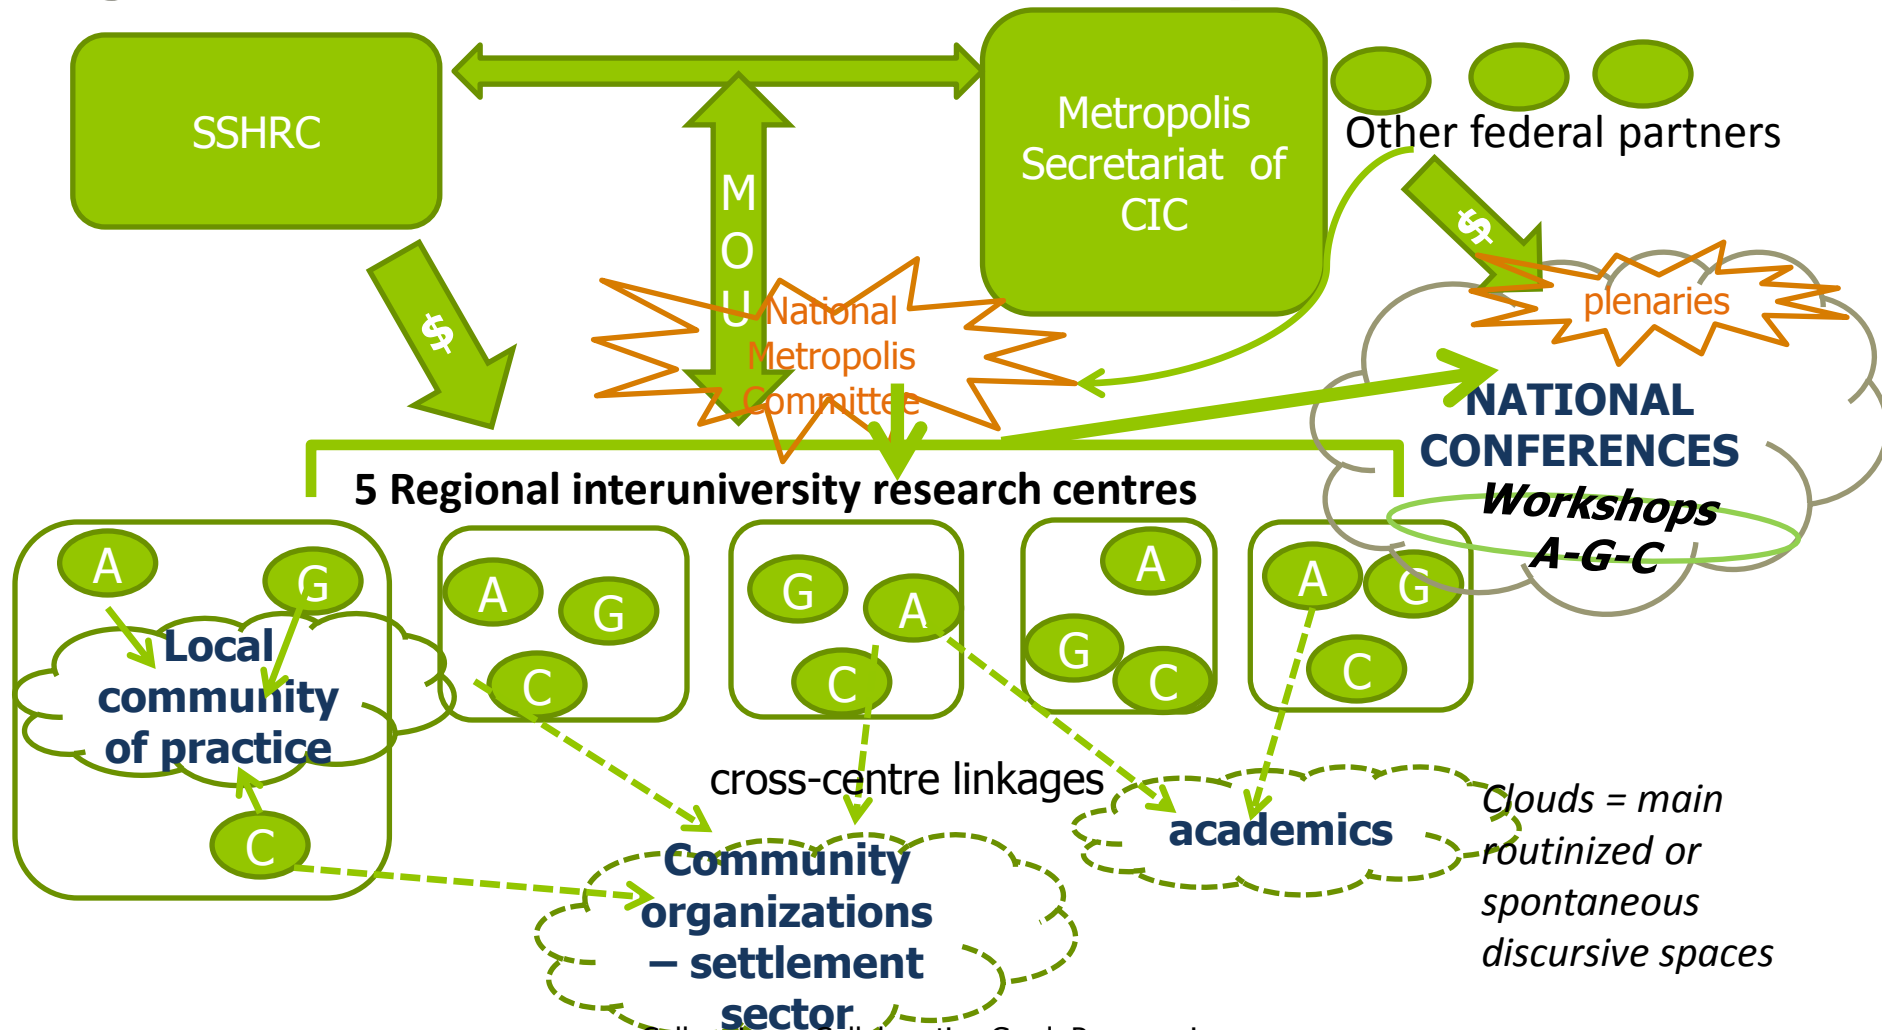 SSHRC
Metropolis
Secretariat of
CIC
Other federal partners
M
O
U
$
$
National
Metropolis
Committee
plenaries
NATIONAL
CONFERENCES
Workshops
A-G-C
5 Regional interuniversity research centres
A
G
A
G
C
G
A
C
A
G
C
A
G
C
Local
community
of practice
C
cross-centre linkages
academics
Community
organizations
– settlement
sector
Clouds = main
routinized or
spontaneous
discursive spaces